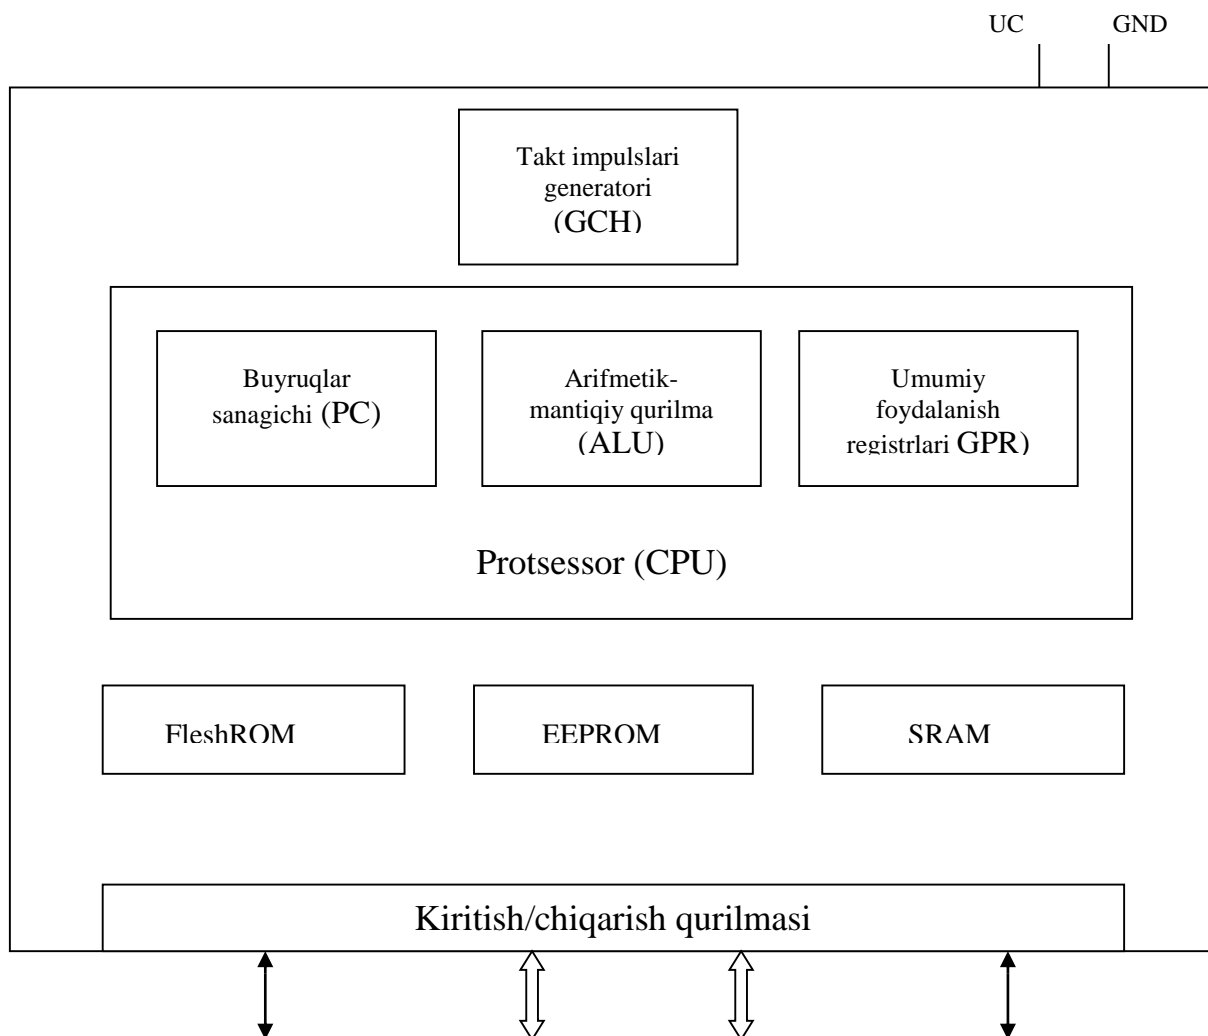 UC GND
Takt impulslari
generatori
(GCH)
Buyruqlar
sanagichi (PC)
Arifmetik-
mantiqiy qurilma
(ALU)
Umumiy
foydalanish
registrlari GPR)
Protsessor (CPU)
FleshROM
EEPROM
SRAM
Kiritish/chiqarish qurilmasi